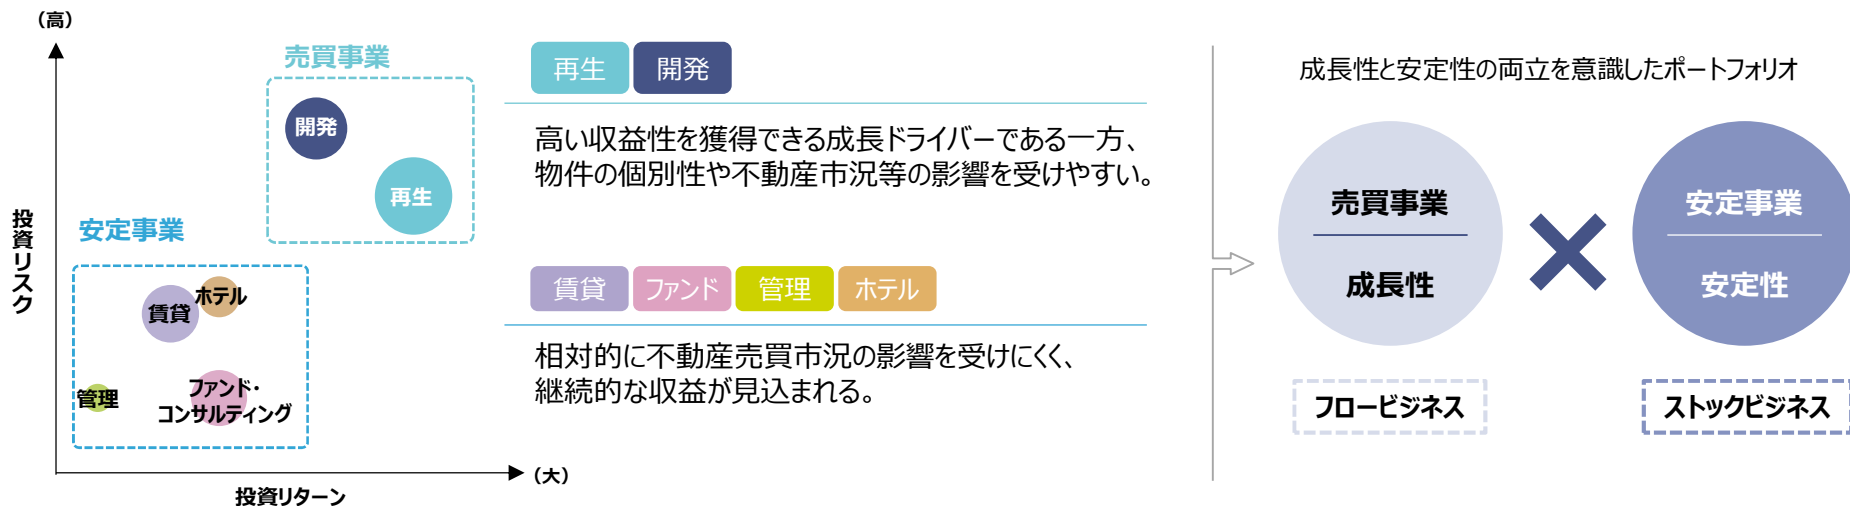 （高）
投資リスク
売買事業
開発
再生
安定事業
ホテル
賃貸
管理
ファンド・
コンサルティング
（大）
投資リターン
再生
開発
高い収益性を獲得できる成長ドライバーである一方、
物件の個別性や不動産市況等の影響を受けやすい。
賃貸
ファンド
管理
ホテル
相対的に不動産売買市況の影響を受けにくく、
継続的な収益が見込まれる。
成長性と安定性の両立を意識したポートフォリオ
売買事業
成長性
安定事業
安定性
フロービジネス
ストックビジネス